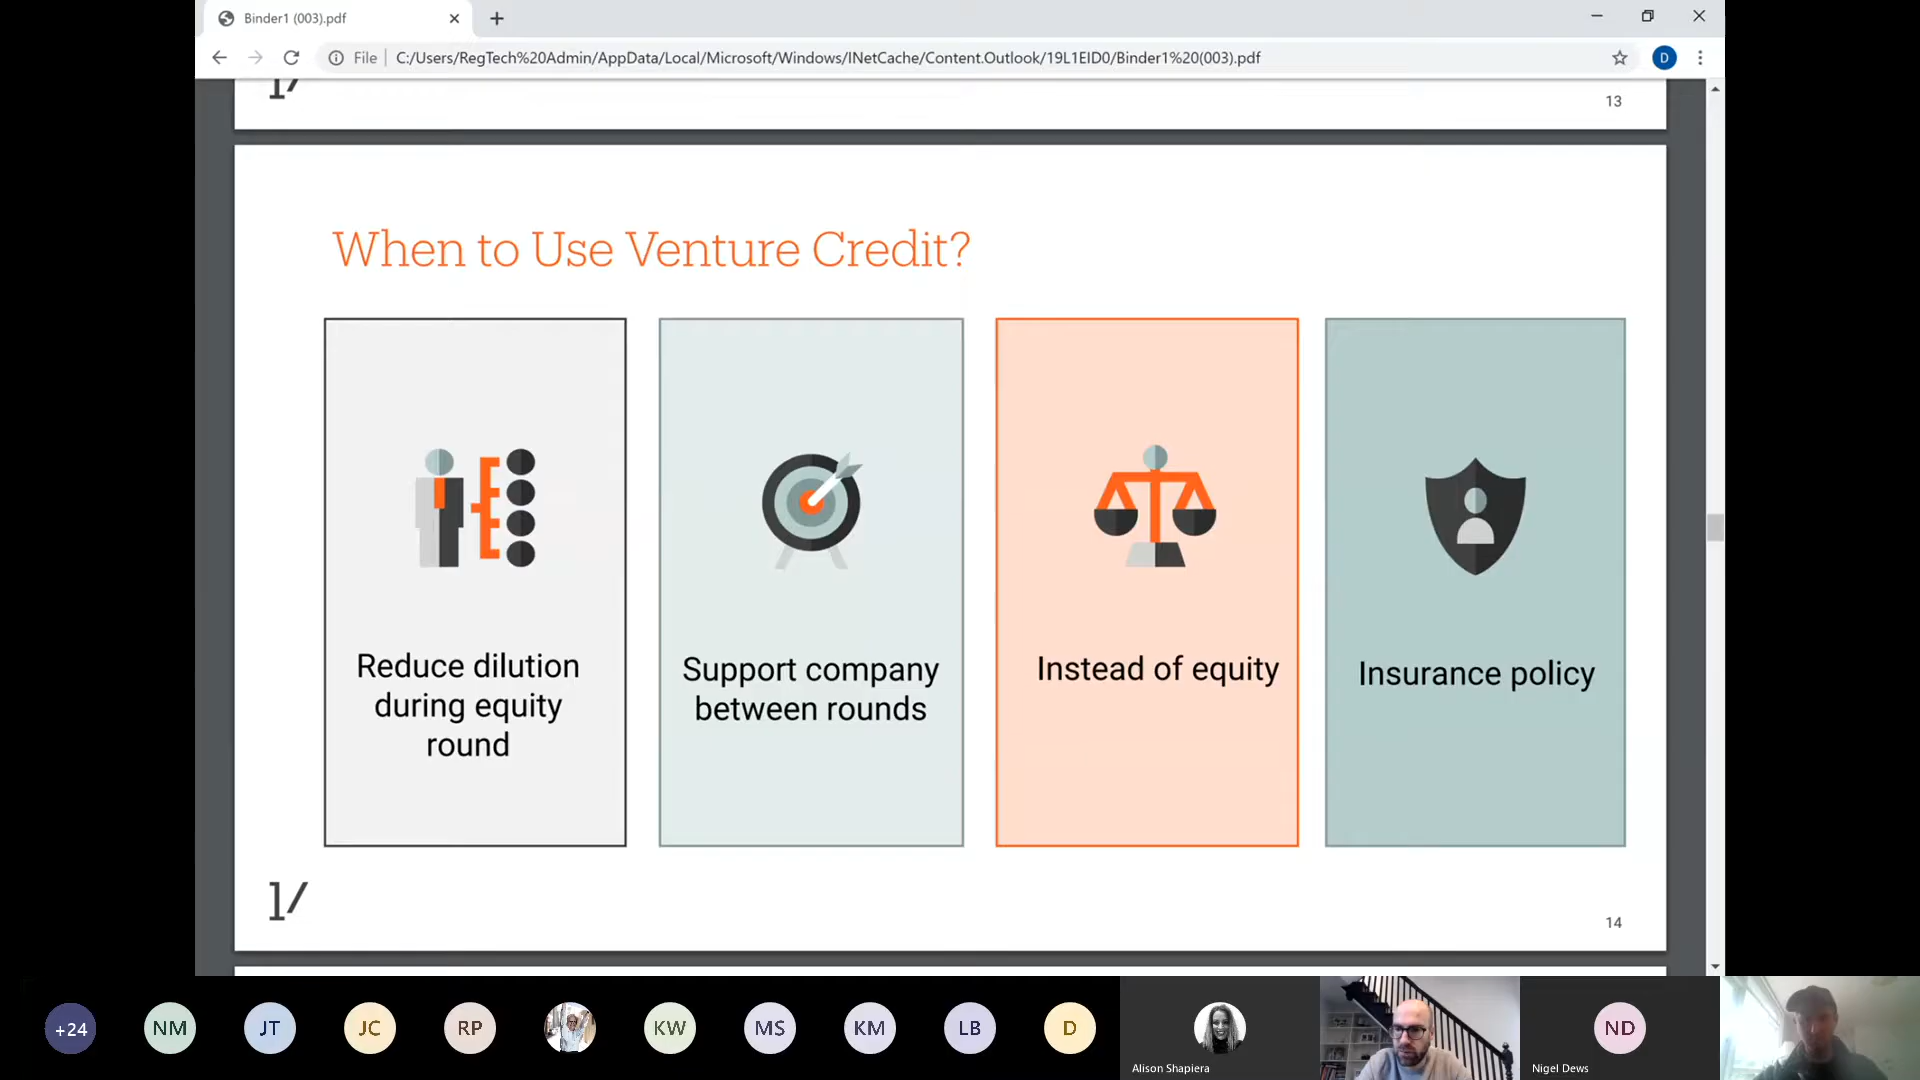 Binder1 (003).pdf
File
C:/Users/RegTech%20Admin/AppData/Local/Microsoft/Windows/INetCache/Content.Outlook/19L1EID0/Binder1%20(003).pdf
D
1/
13
When to Use Venture Credit?
Reduce dilution
during equity
round
Support company
between rounds
Instead of equity
Insurance policy
1/
14
+24
NM
JT
JC
RP
KW
MS
KM
LB
D
Alison Shapiera
ND
Nigel Dews